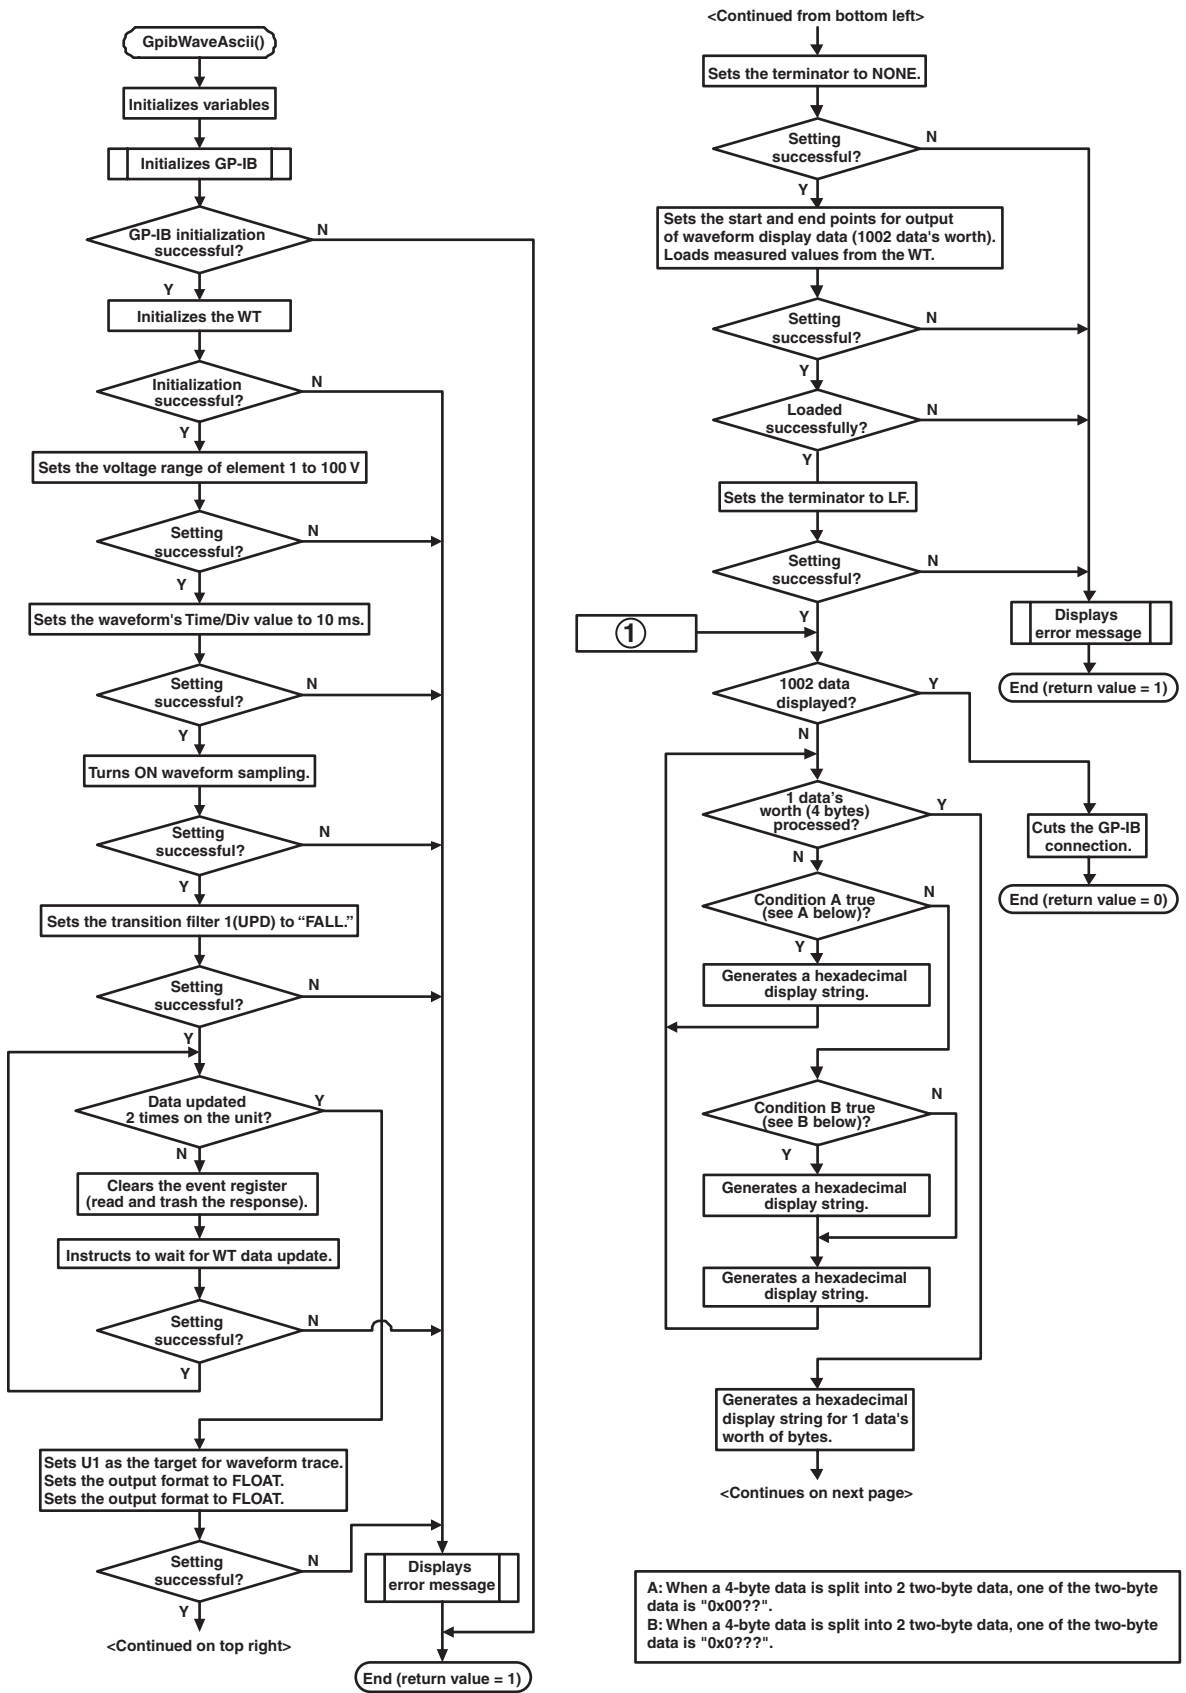 GpibWaveAscii()
Initializes variables
Initializes GP-IB
GP-IB initialization
successful?
N
Y
Initializes the WT
Initialization
successful?
N
Y
Sets the voltage range of element 1 to 100 V
Setting
successful?
N
Y
Sets the waveform's Time/Div value to 10 ms.
Setting
successful?
N
Y
Turns ON waveform sampling.
Setting
successful?
N
Y
Sets the transition filter 1(UPD) to “FALL.”
Setting
successful?
N
Y
Data updated
2 times on the unit?
Y
N
Clears the event register
(read and trash the response).
Instructs to wait for WT data update.
Setting
successful?
N
Y
Sets U1 as the target for waveform trace.
Sets the output format to FLOAT.
Sets the output format to FLOAT.
Setting
successful?
N
Y
<Continued on top right>
Displays
error message
End (return value = 1)
<Continued from bottom left>
Sets the terminator to NONE.
Setting
successful?
N
Y
Sets the start and end points for output
of waveform display data (1002 data's worth).
Loads measured values from the WT.
Setting
successful?
N
Y
Loaded
successfully?
N
Y
Sets the terminator to LF.
Setting
successful?
N
Y
Displays
error message
End (return value = 1)
1
1002 data
displayed?
Y
N
1 data’s
worth (4 bytes)
processed?
Y
N
Cuts the GP-IB
connection.
End (return value = 0)
Condition A true
(see A below)?
N
Y
Generates a hexadecimal
display string.
Condition B true
(see B below)?
N
Y
Generates a hexadecimal
display string.
Generates a hexadecimal
display string.
Generates a hexadecimal
display string for 1 data's
worth of bytes.
<Continues on next page>
A: When a 4-byte data is split into 2 two-byte data, one of the two-byte
data is "0x00??".
B: When a 4-byte data is split into 2 two-byte data, one of the two-byte
data is "0x0???".